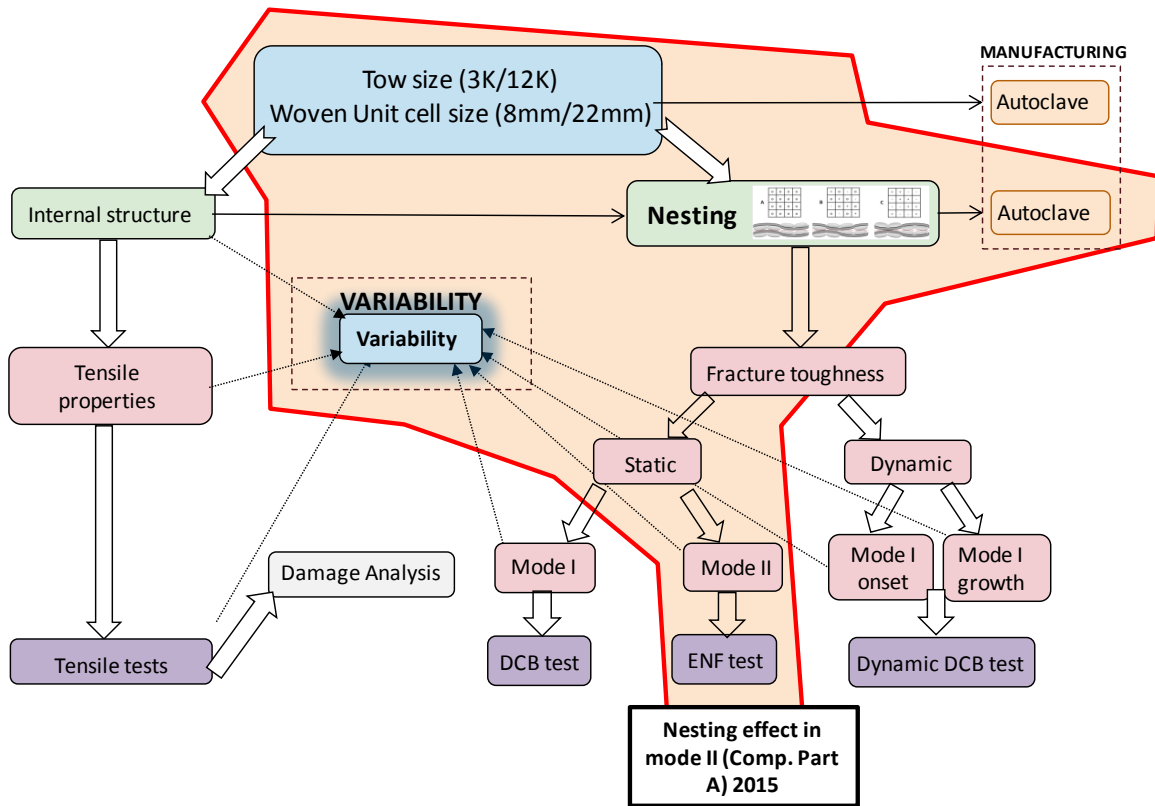 MANUFACTURING
Tow size (3K/12K)
Woven Unit cell size (8mm/22mm)
Autoclave
Internal structure
Nesting
A
B
C
Autoclave
VARIABILITY
Variability
Tensile
properties
Fracture toughness
Static
Dynamic
Mode I
Mode II
Mode I
onset
Mode I
growth
Damage Analysis
Tensile tests
DCB test
ENF test
Dynamic DCB test
Nesting effect in
mode II (Comp. Part
A) 2015